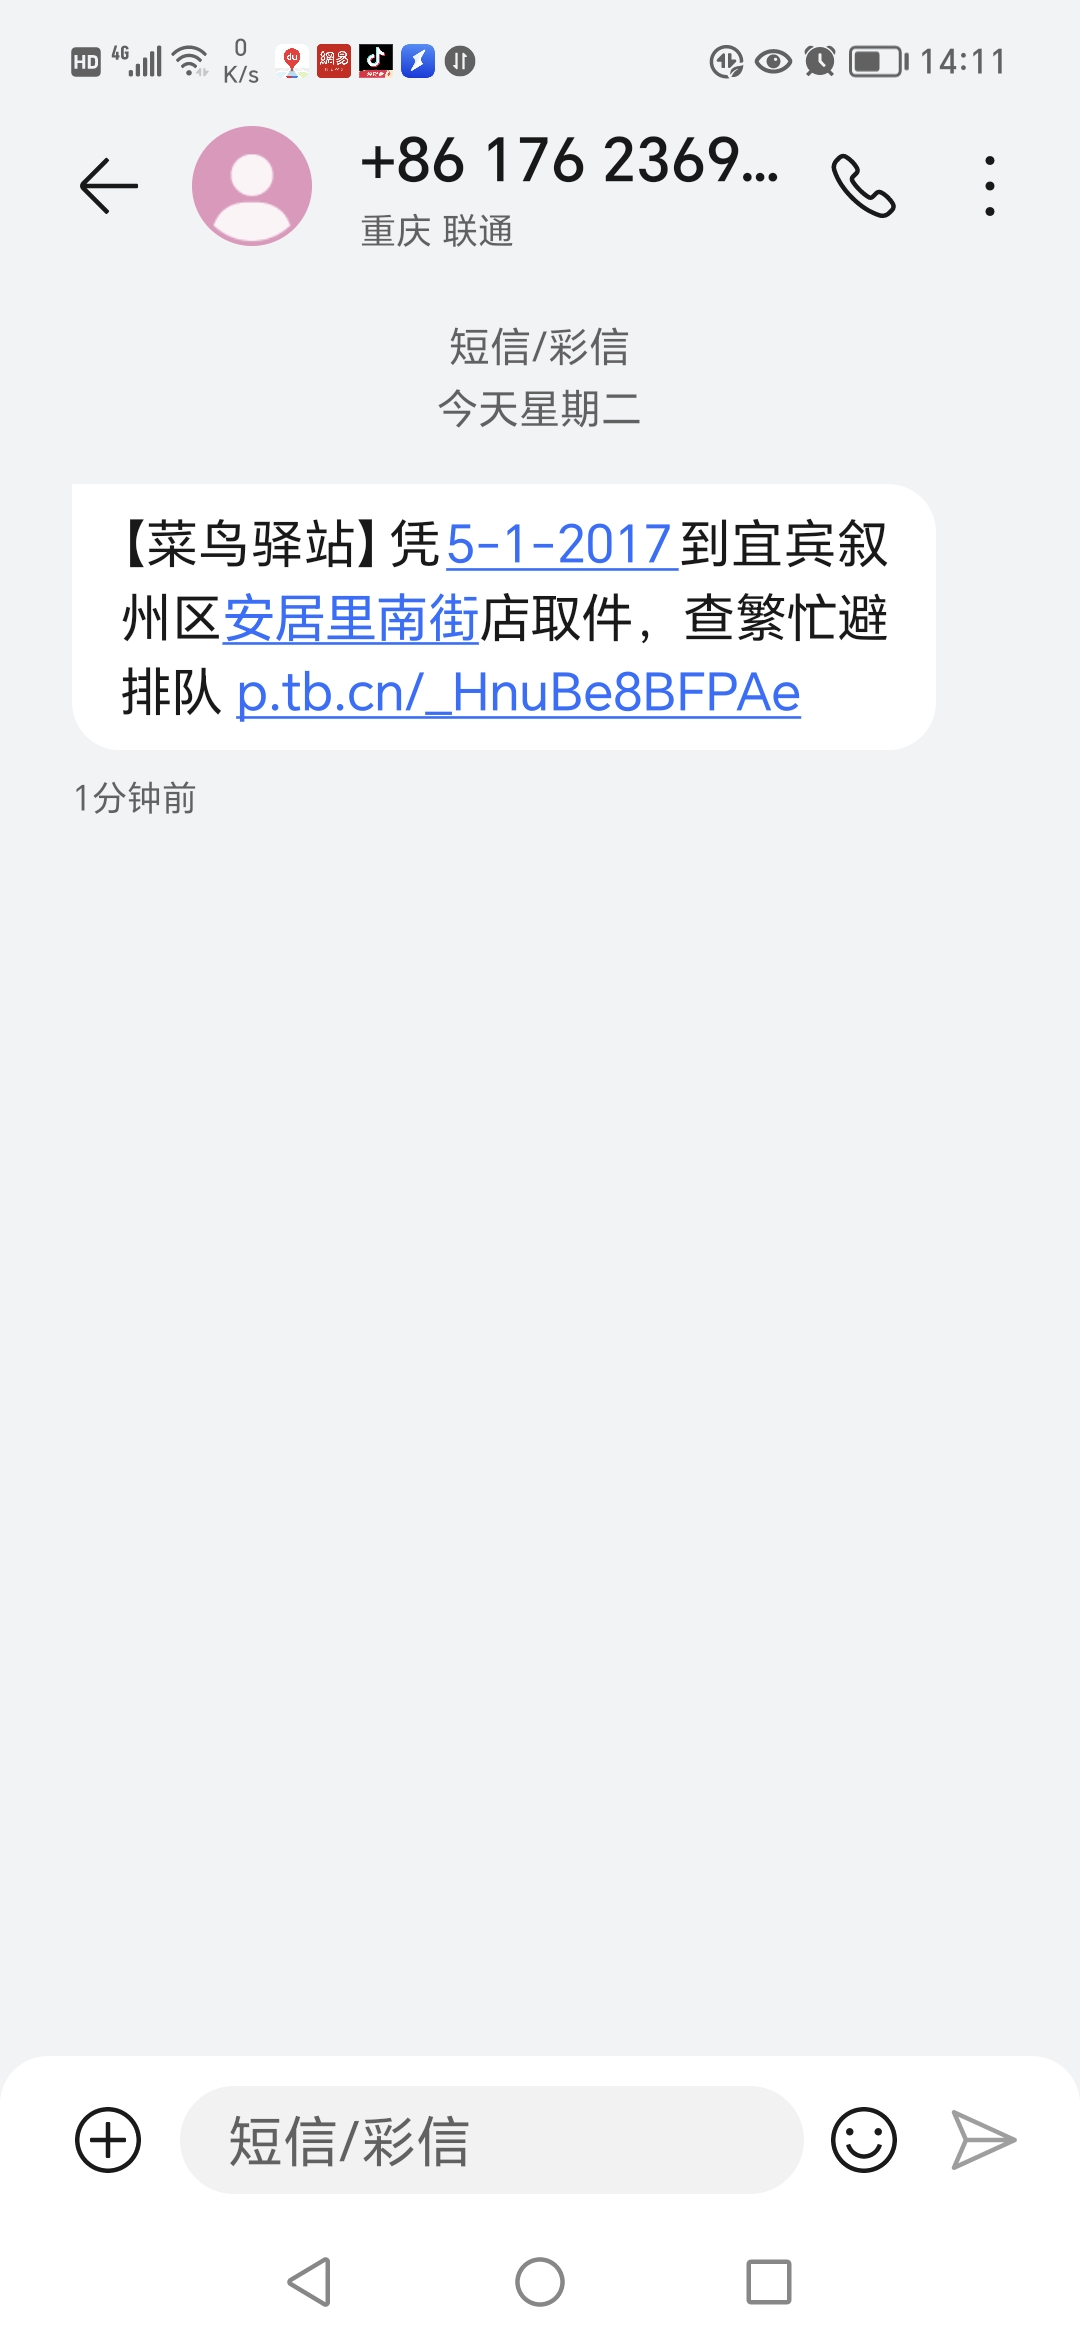 HD 4G 0 K/s 14:11
+86 176 2369...
重庆 联通
短信/彩信
今天星期二
【菜鸟驿站】凭5-1-2017到宜宾叙
州区安居里南街店取件，查繁忙避
排队 p.tb.cn/_HnuBe8BFPAe
1分钟前
短信/彩信